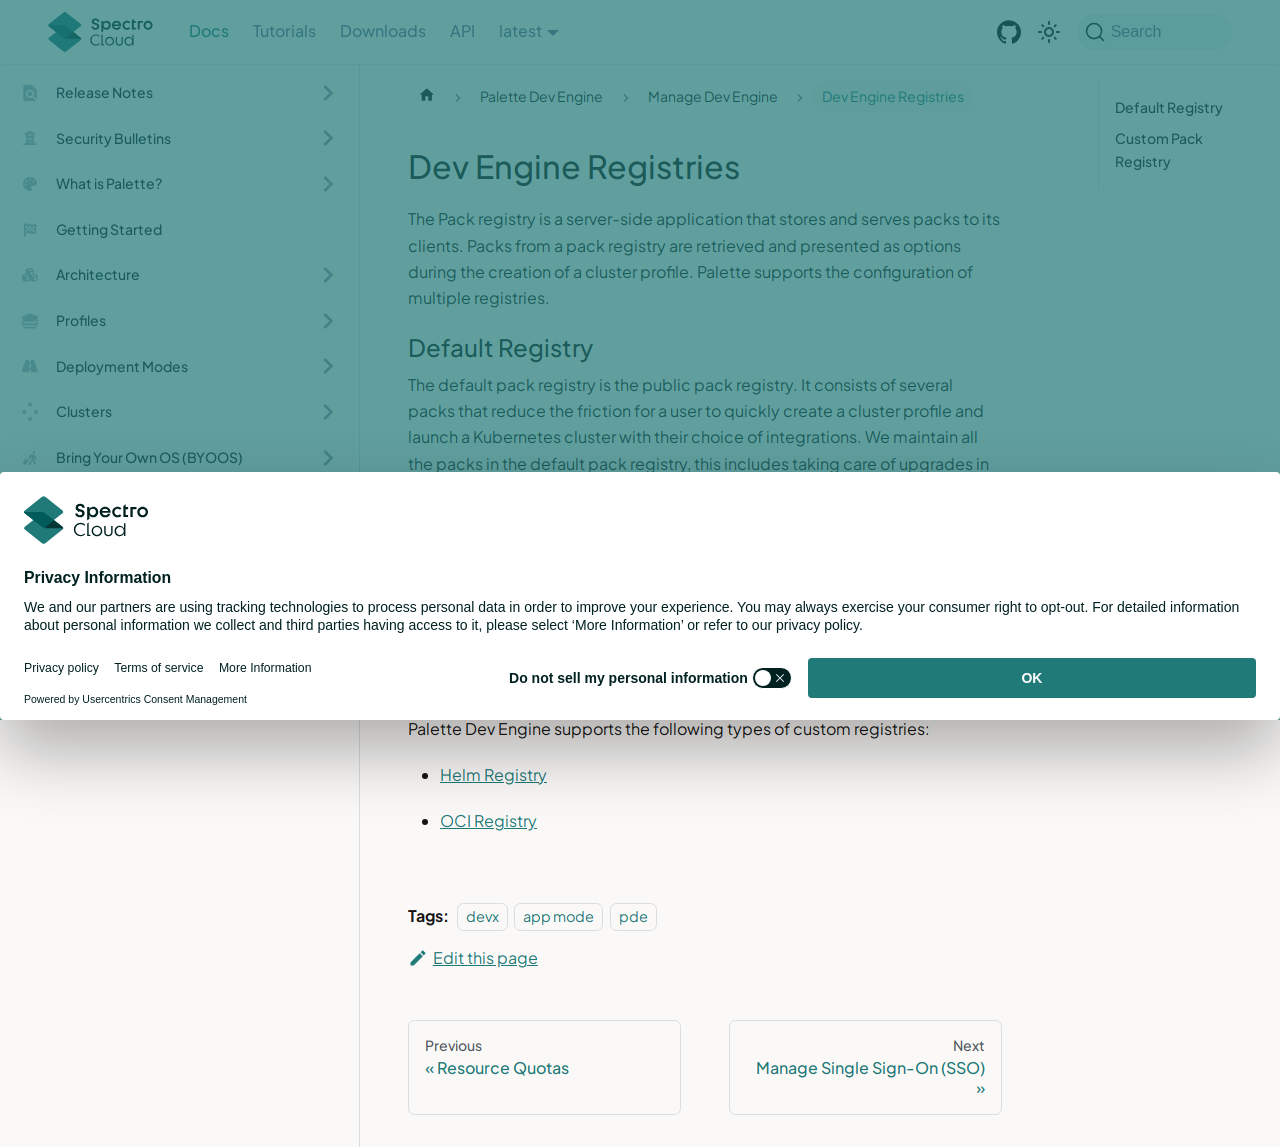 Spectro
Cloud
Docs
Tutorials
Downloads
API
latest
Search
Release Notes
Security Bulletins
What is Palette?
Getting Started
Architecture
Profiles
Deployment Modes
Clusters
Bring Your Own OS (BYOOS)
Palette Dev Engine
Manage Dev Engine
Dev Engine Registries
Default Registry
Custom Pack
Registry
Dev Engine Registries
The Pack registry is a server-side application that stores and serves packs to its
clients. Packs from a pack registry are retrieved and presented as options
during the creation of a cluster profile. Palette supports the configuration of
multiple registries.
Default Registry
The default pack registry is the public pack registry. It consists of several
packs that reduce the friction for a user to quickly create a cluster profile and
launch a Kubernetes cluster with their choice of integrations. We maintain all
the packs in the default pack registry, this includes taking care of upgrades in
Spectro
Cloud
Privacy Information
We and our partners are using tracking technologies to process personal data in order to improve your experience. You may always exercise your consumer right to opt-out. For detailed information
about personal information we collect and third parties having access to it, please select ‘More Information’ or refer to our privacy policy.
Privacy policy
Terms of service
More Information
Powered by Usercentrics Consent Management
Do not sell my personal information
OK
Palette Dev Engine supports the following types of custom registries:
Helm Registry
OCI Registry
Tags: devx app mode pde
Edit this page
Previous
« Resource Quotas
Next
Manage Single Sign-On (SSO)
»